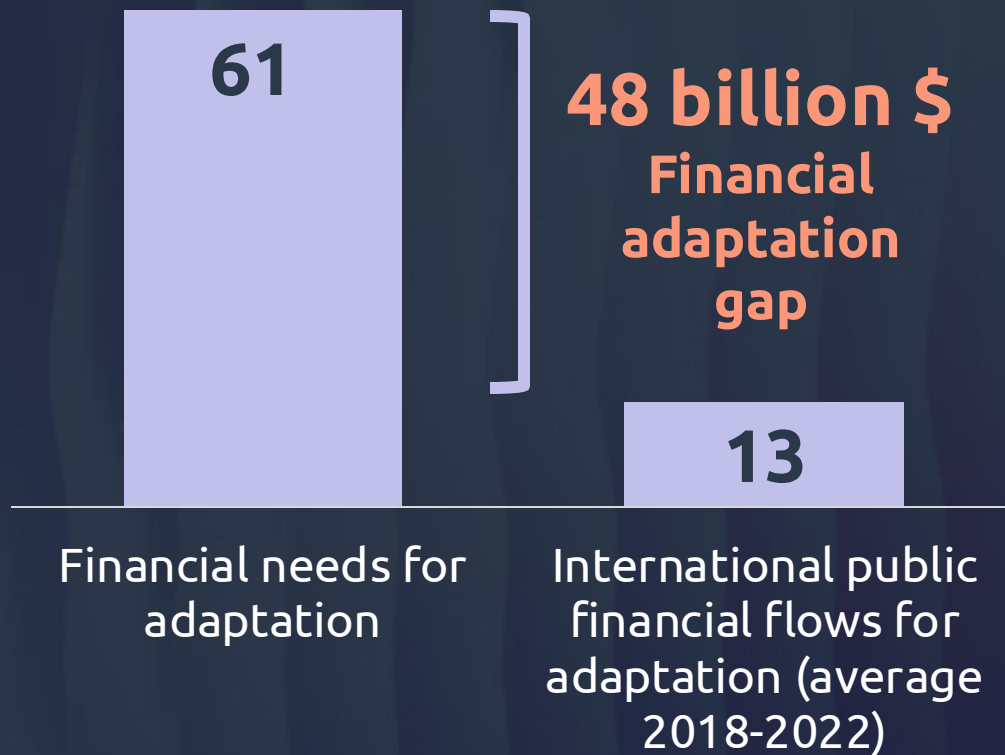 61
48 billion $
Financial
adaptation
gap
13
Financial needs for
adaptation
International public
financial flows for
adaptation (average
2018-2022)